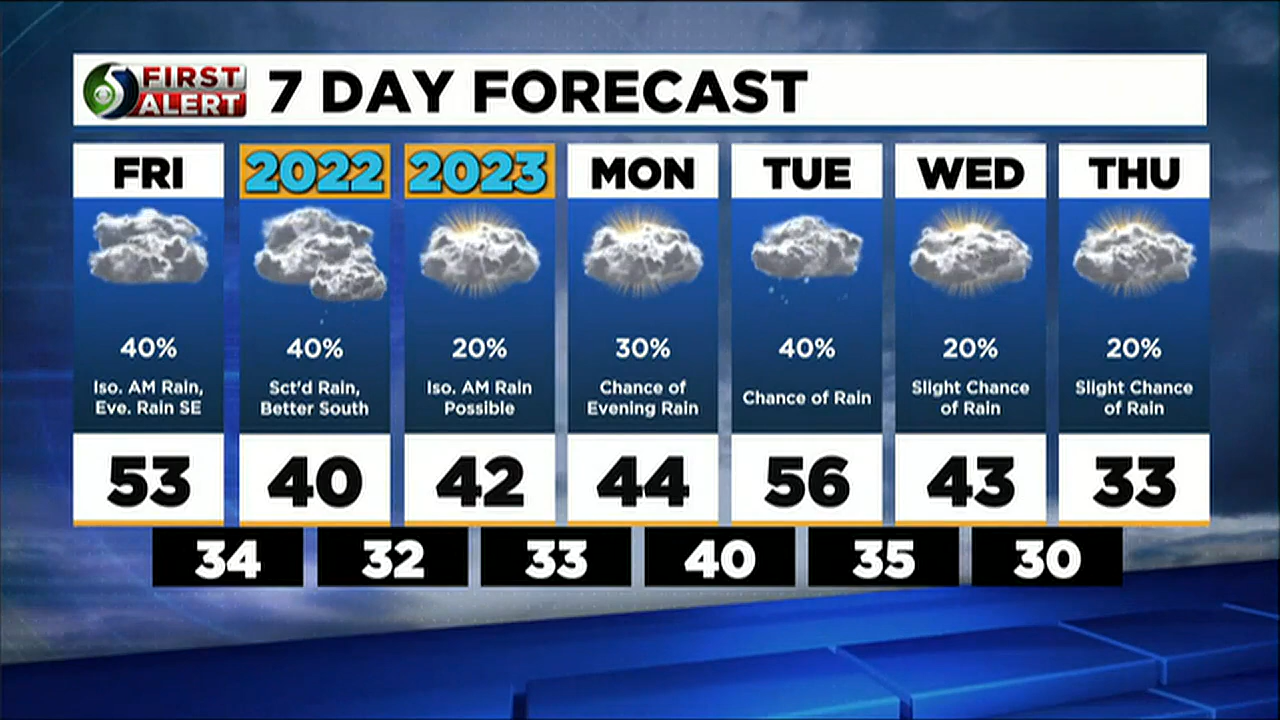 5 FIRST ALERT 7 DAY FORECAST
FRI 2022 2023 MON TUE WED THU
40% 40% 20% 30% 40% 20% 20%
Iso. AM Rain, Eve. Rain SE
Sct'd Rain, Better South
Iso. AM Rain Possible
Chance of Evening Rain
Chance of Rain
Slight Chance of Rain
Slight Chance of Rain
53 40 42 44 56 43 33
34 32 33 40 35 30